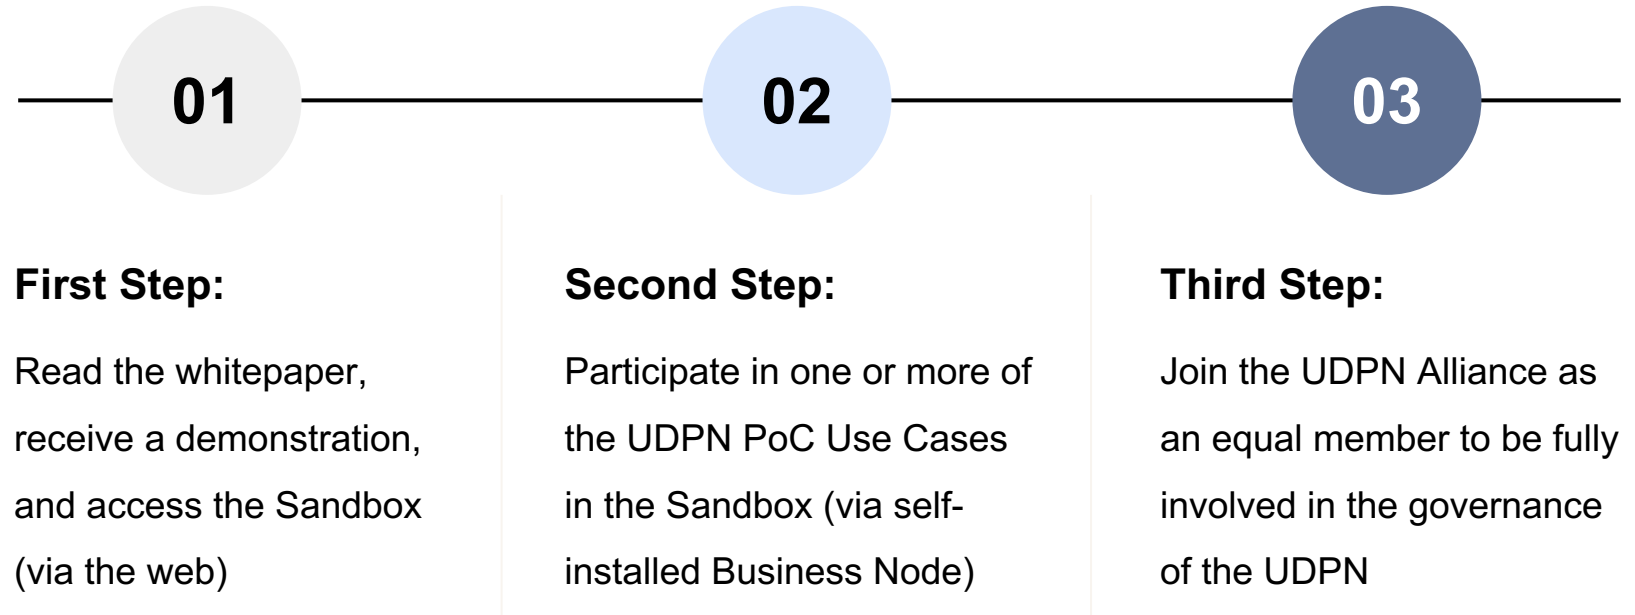 01
02
03
First Step:
Read the whitepaper,
receive a demonstration,
and access the Sandbox
(via the web)
Second Step:
Participate in one or more of
the UDPN PoC Use Cases
in the Sandbox (via self-
installed Business Node)
Third Step:
Join the UDPN Alliance as
an equal member to be fully
involved in the governance
of the UDPN